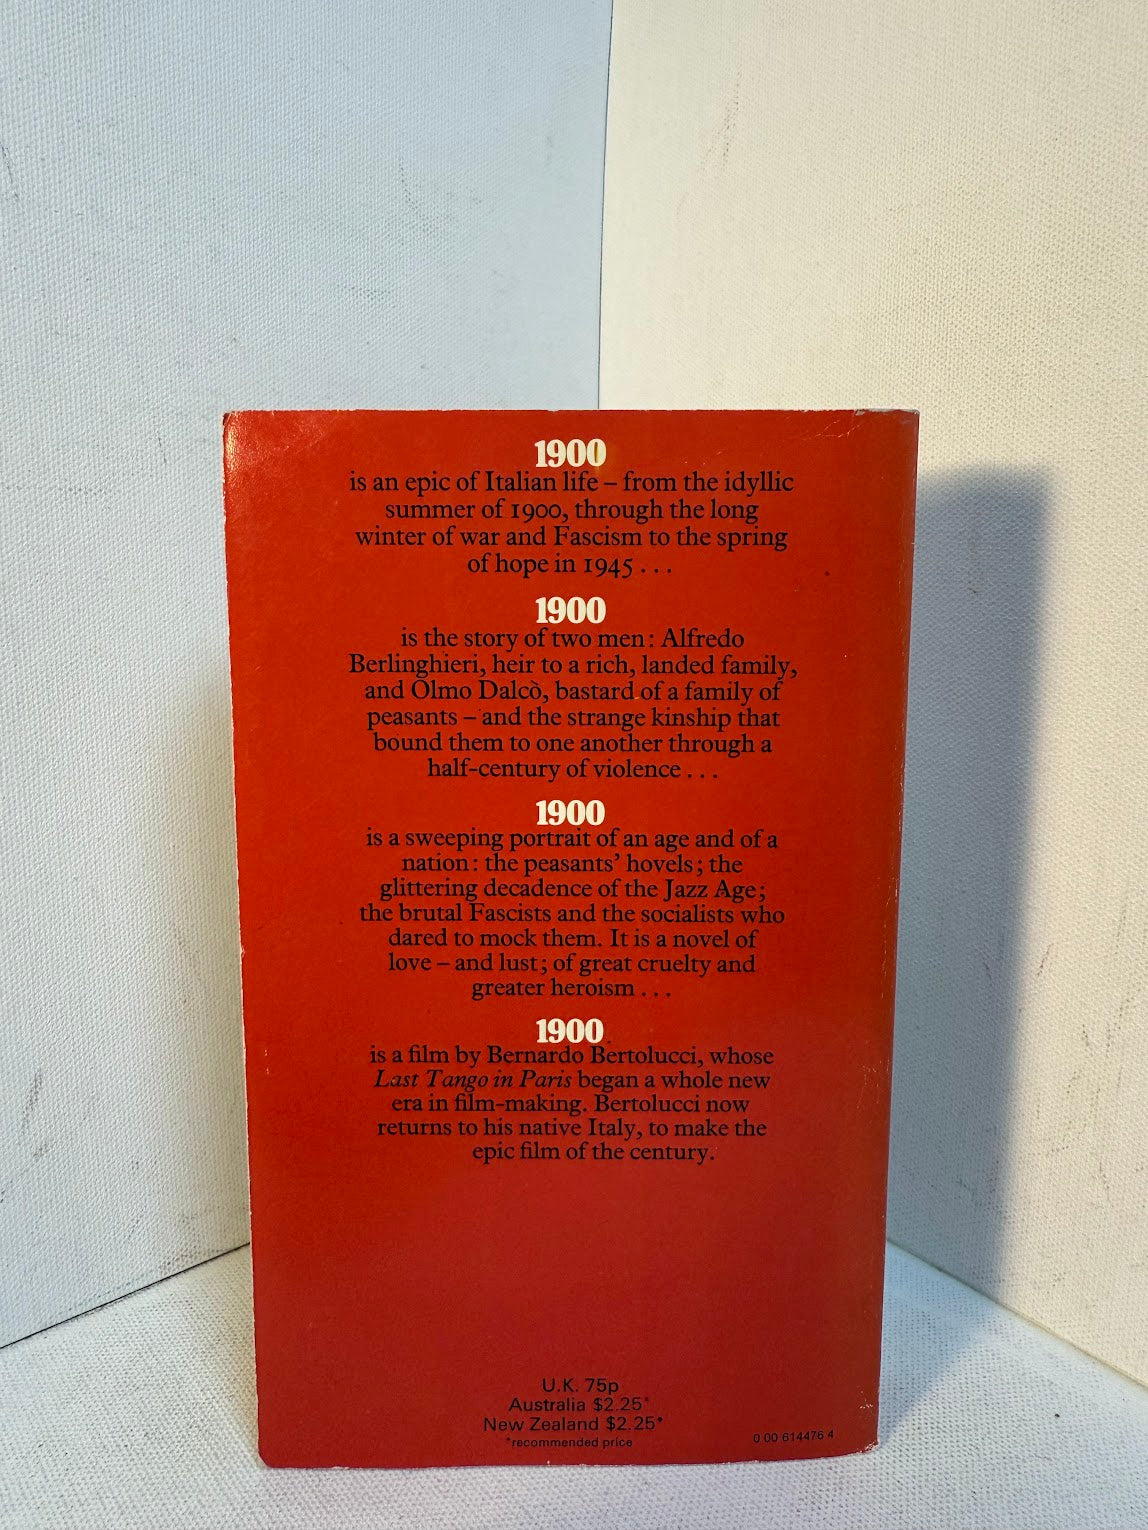 1900
is an epic of Italian life – from the idyllic
summer of 1900, through the long
winter of war and Fascism to the spring
of hope in 1945 . . .
1900
is the story of two men: Alfredo
Berlinghieri, heir to a rich, landed family,
and Olmo Dalcò, bastard of a family of
peasants – and the strange kinship that
bound them to one another through a
half-century of violence . . .
1900
is a sweeping portrait of an age and of a
nation: the peasants' hovels; the
glittering decadence of the Jazz Age;
the brutal Fascists and the socialists who
dared to mock them. It is a novel of
love – and lust; of great cruelty and
greater heroism . . .
1900
is a film by Bernardo Bertolucci, whose
Last Tango in Paris began a whole new
era in film-making. Bertolucci now
returns to his native Italy, to make the
epic film of the century.
U.K. 75p
Australia $2.25*
New Zealand $2.25*
*recommended price
0 00 614476 4